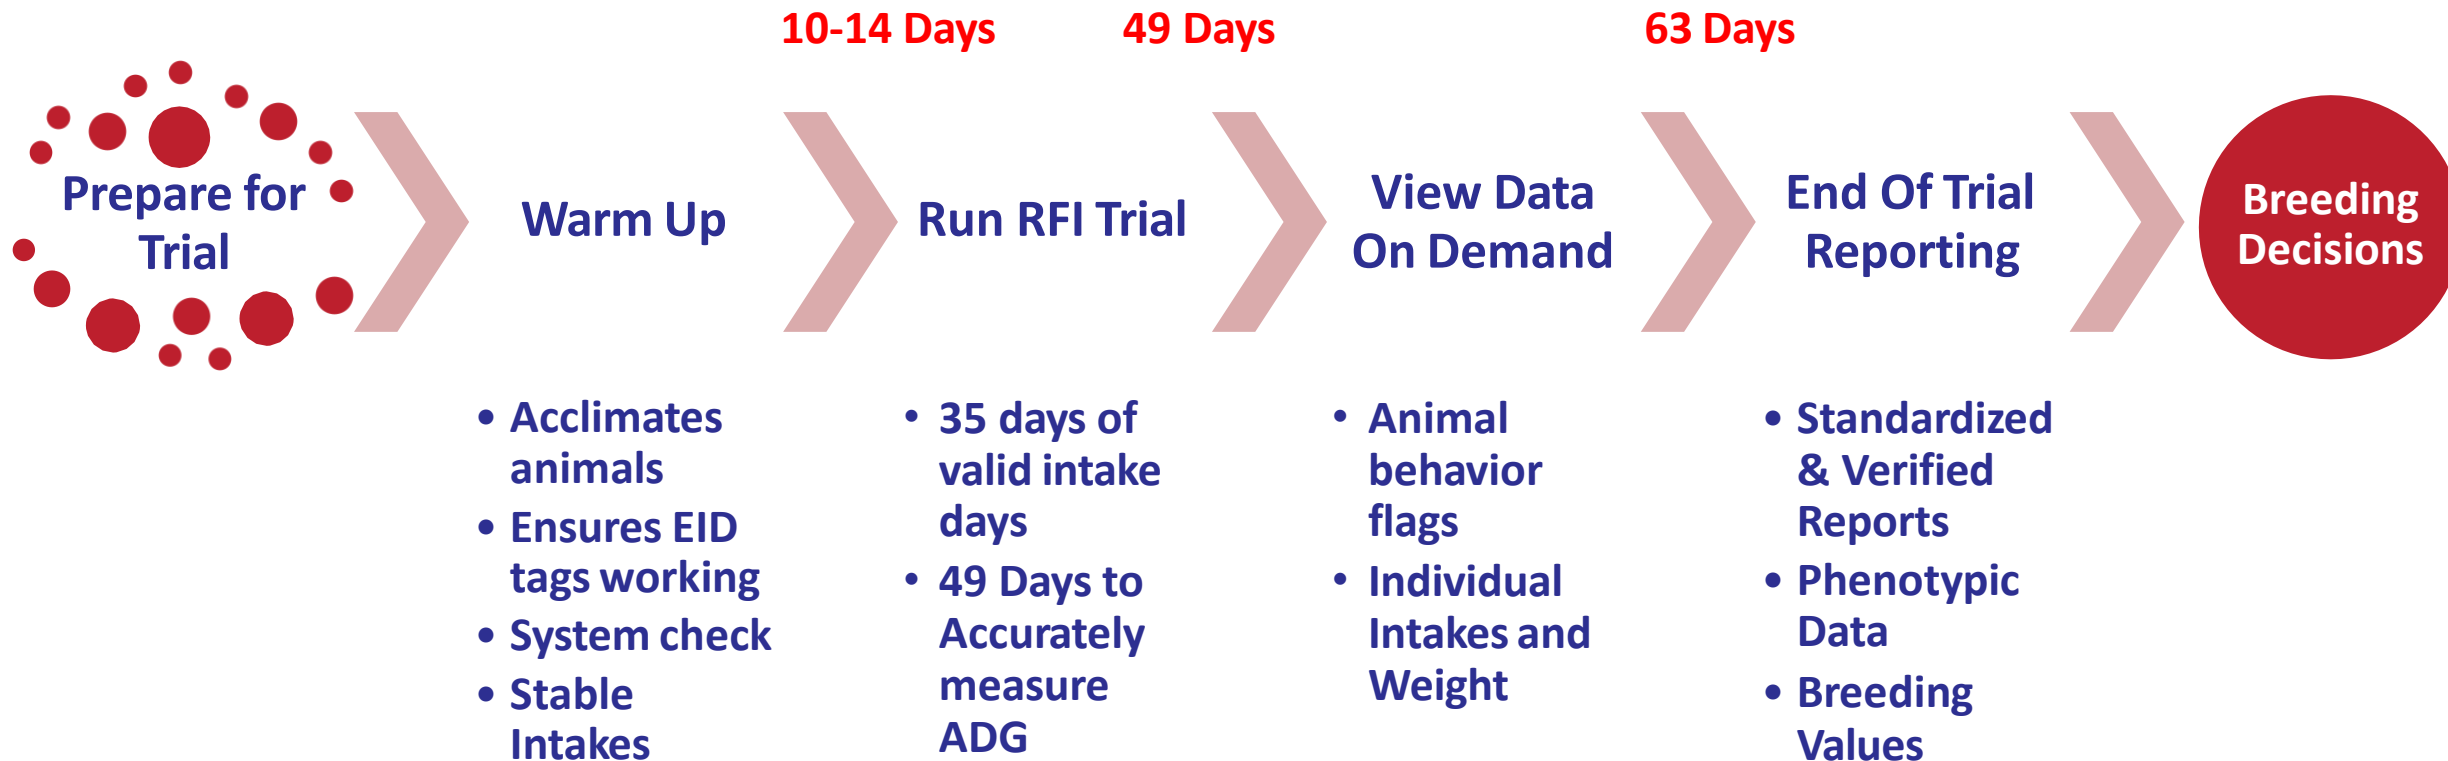 10-14 Days
49 Days
63 Days
Prepare for
Trial
Warm Up
Run RFI Trial
View Data
On Demand
End Of Trial
Reporting
Breeding
Decisions
• Acclimates
animals
• Ensures EID
tags working
• System check
• Stable
Intakes
• 35 days of
valid intake
days
• 49 Days to
Accurately
measure
ADG
• Animal
behavior
flags
• Individual
Intakes and
Weight
• Standardized
& Verified
Reports
• Phenotypic
Data
• Breeding
Values